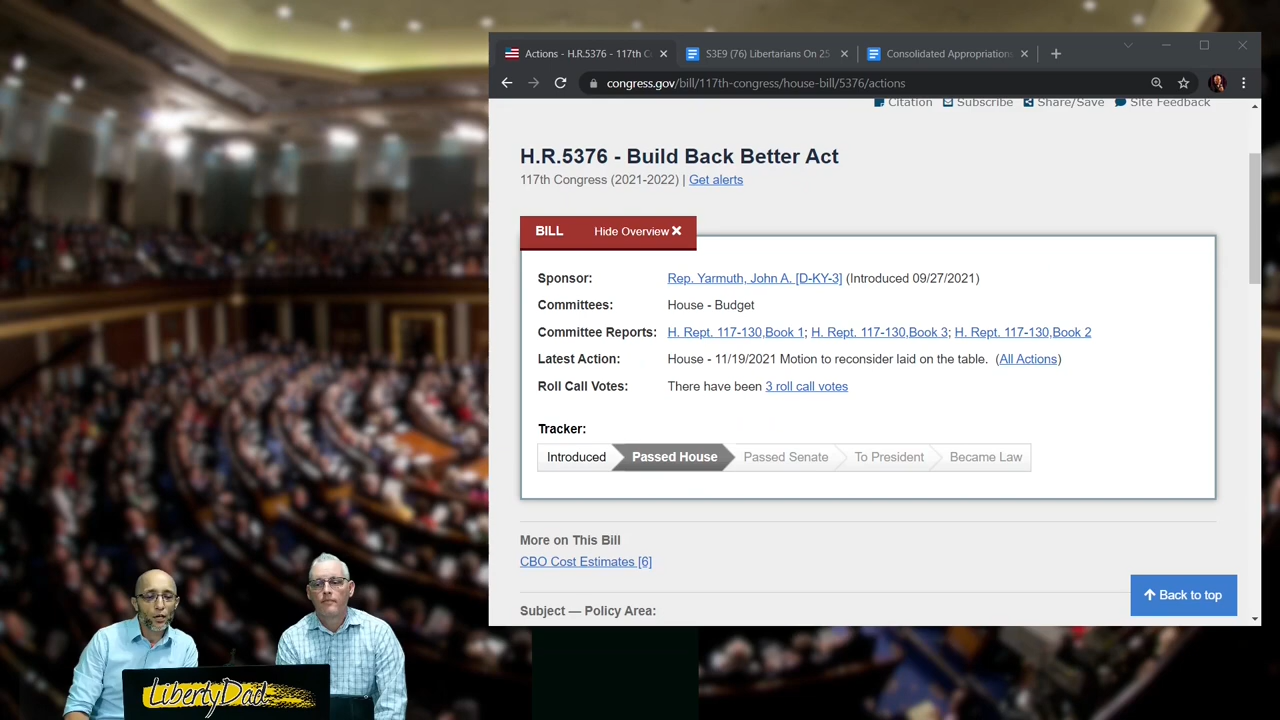 Actions - H.R.5376 - 117th C
S3E9 (76) Libertarians On 25
Consolidated Appropriations
congress.gov/bill/117th-congress/house-bill/5376/actions
Citation Subscribe Share/Save Site Feedback
H.R.5376 - Build Back Better Act
117th Congress (2021-2022) | Get alerts
BILL Hide Overview
Sponsor: Rep. Yarmuth, John A. [D-KY-3] (Introduced 09/27/2021)
Committees: House - Budget
Committee Reports: H. Rept. 117-130,Book 1; H. Rept. 117-130,Book 3; H. Rept. 117-130,Book 2
Latest Action: House - 11/19/2021 Motion to reconsider laid on the table. (All Actions)
Roll Call Votes: There have been 3 roll call votes
Tracker:
Introduced Passed House Passed Senate To President Became Law
More on This Bill
CBO Cost Estimates [6]
Subject — Policy Area:
Back to top
LibertyDad